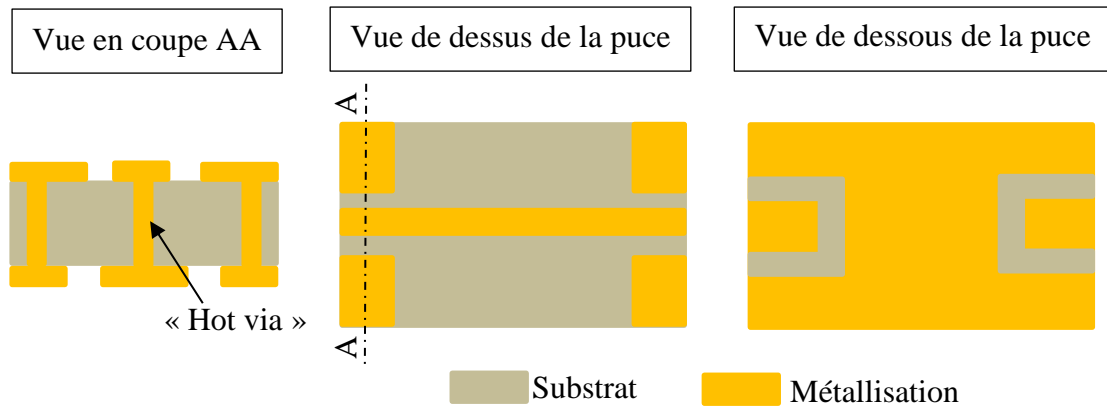 Vue en coupe AA
Vue de dessus de la puce
Vue de dessous de la puce
A
A
« Hot via »
Substrat
Métallisation